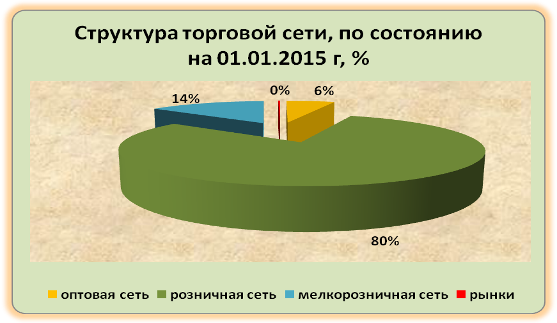 Структура торговой сети, по состоянию
на 01.01.2015 г, %
0%
6%
14%
80%
оптовая сеть розничная сеть мелкорозничная сеть рынки